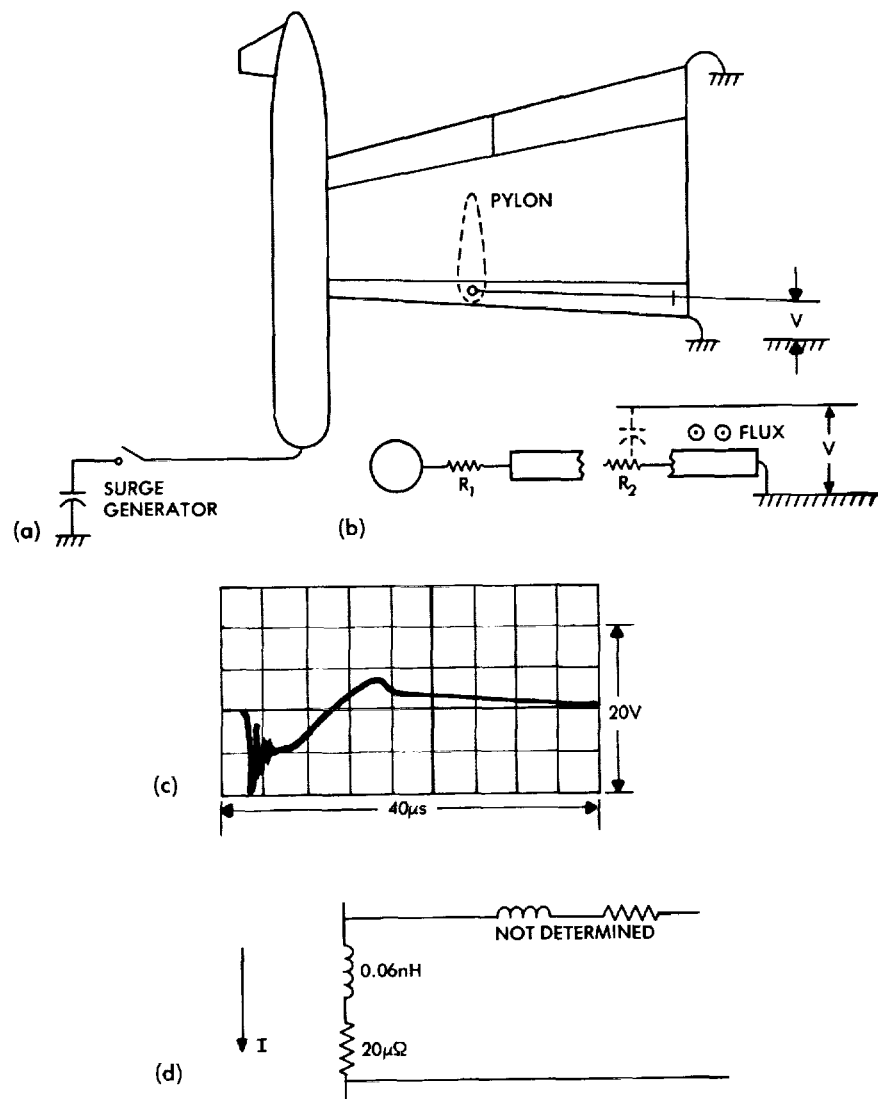 PYLON
V
SURGE
GENERATOR
(a)
(b)
R1
R2
FLUX
V
(c)
20V
40μs
NOT DETERMINED
0.06nH
I
20μΩ
(d)